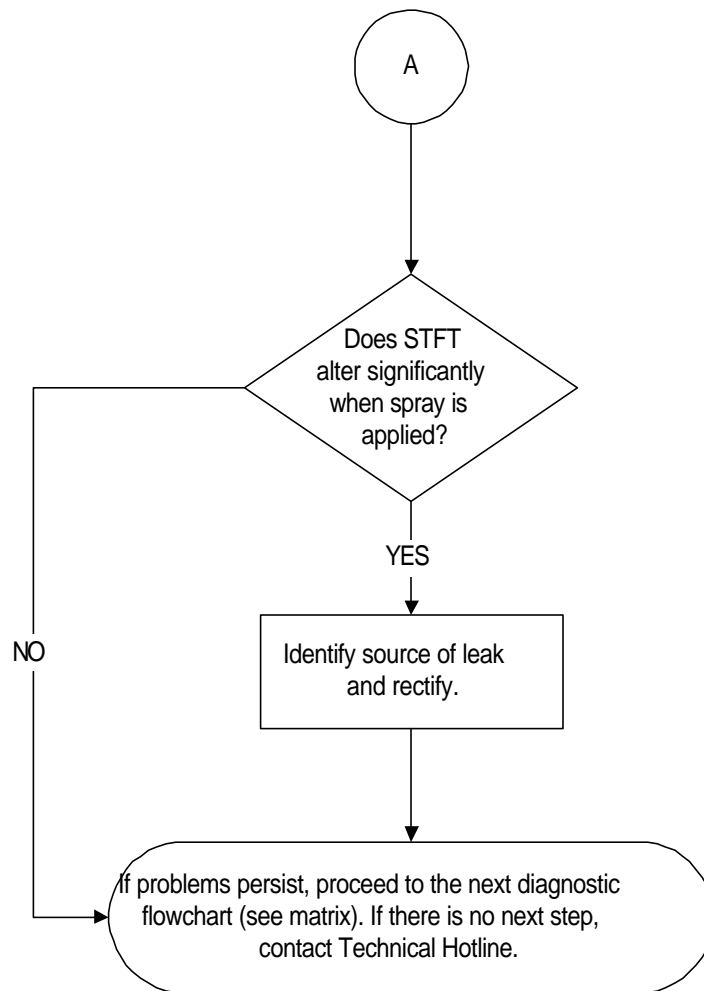 A
Does STFT
alter significantly
when spray is
applied?
YES
NO
Identify source of leak
and rectify.
If problems persist, proceed to the next diagnostic
flowchart (see matrix). If there is no next step,
contact Technical Hotline.